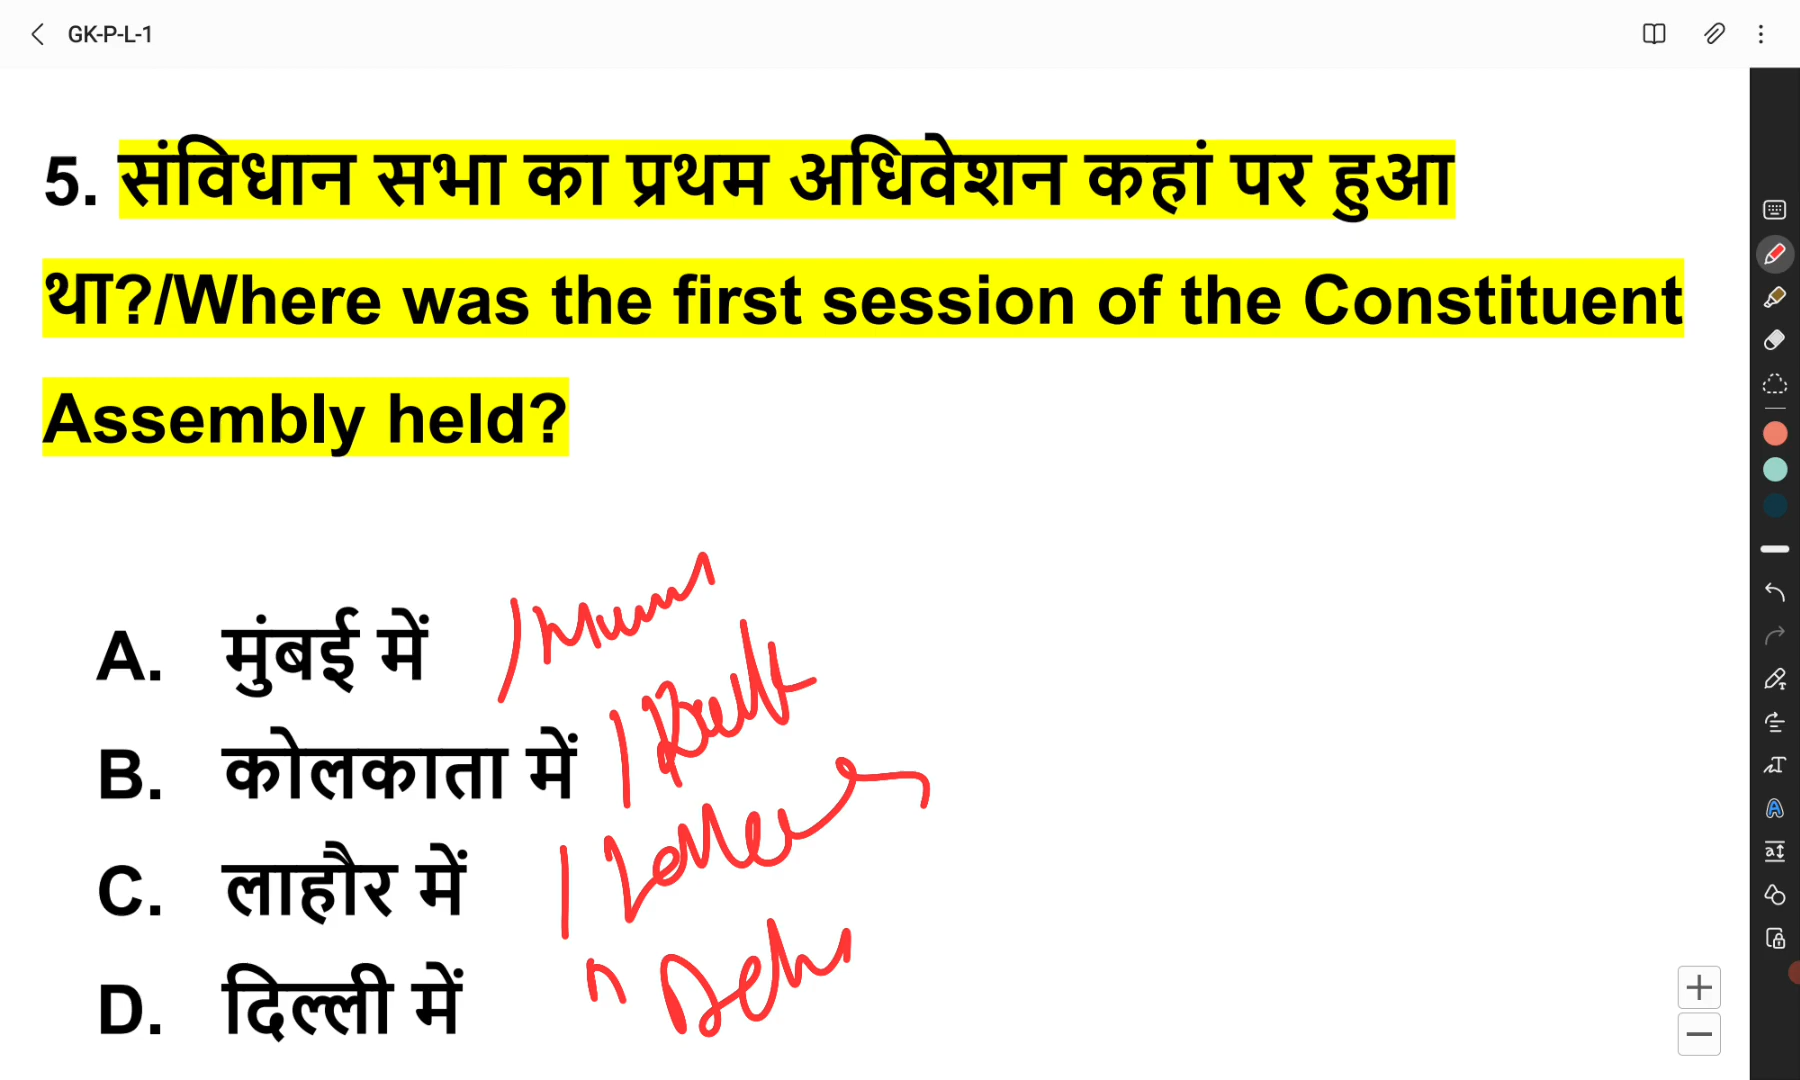 GK-P-L-1
5. संविधान सभा का प्रथम अधिवेशन कहां पर हुआ
था?/Where was the first session of the Constituent
Assembly held?
A. मुंबई में
B. कोलकाता में
C. लाहौर में
D. दिल्ली में